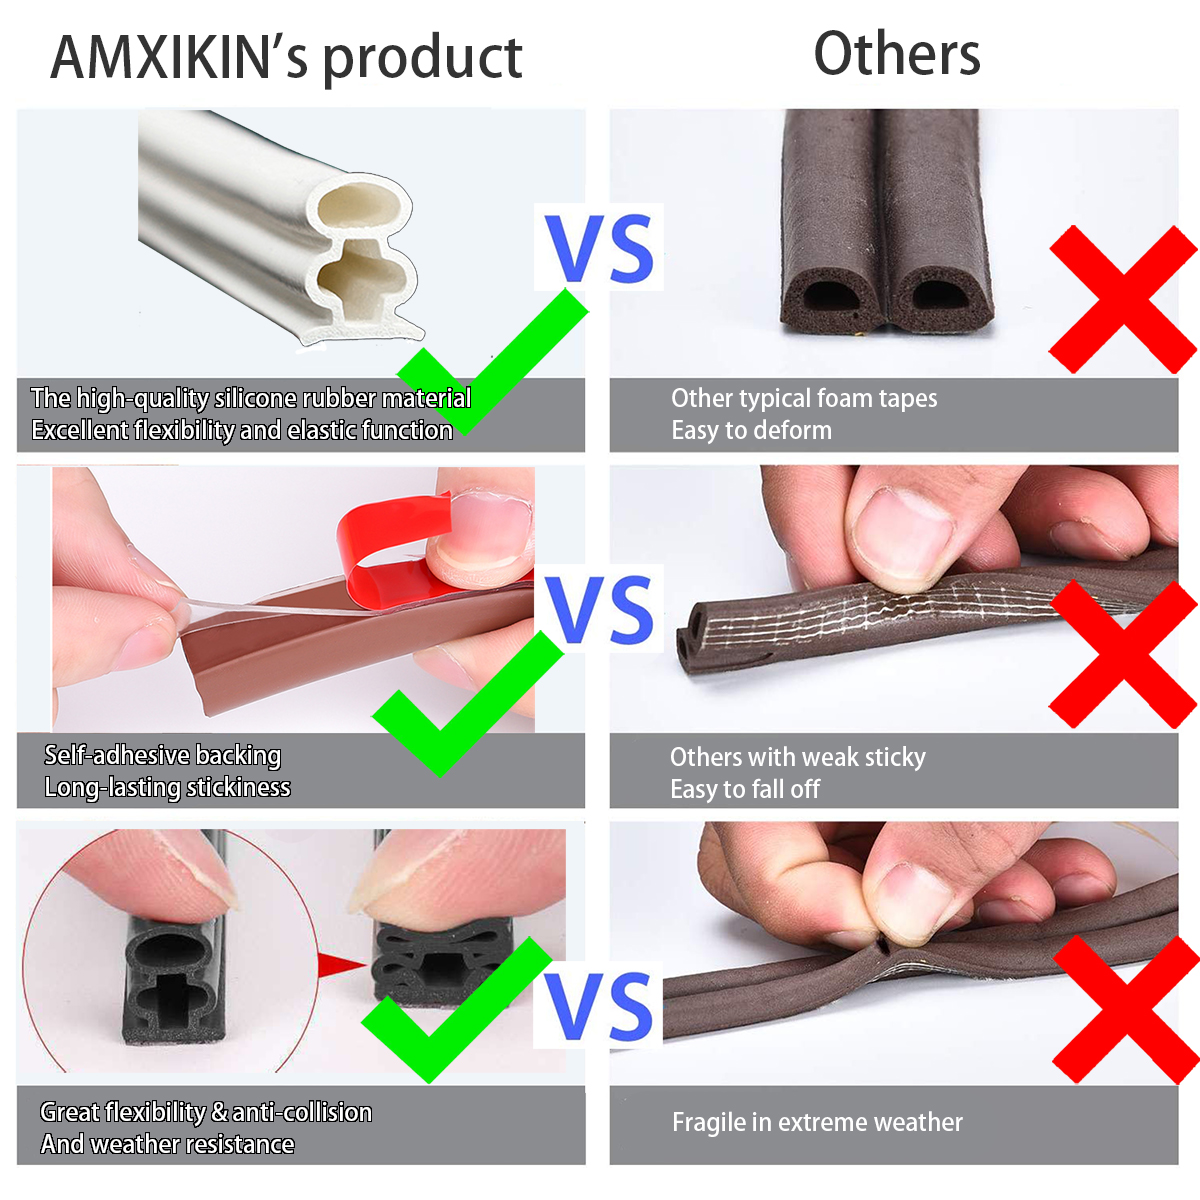 AMXIKIN's product
Others
VS
The high-quality silicone rubber material
Excellent flexibility and elastic function
Other typical foam tapes
Easy to deform
VS
Self-adhesive backing
Long-lasting stickiness
Others with weak sticky
Easy to fall off
VS
Great flexibility & anti-collision
And weather resistance
Fragile in extreme weather